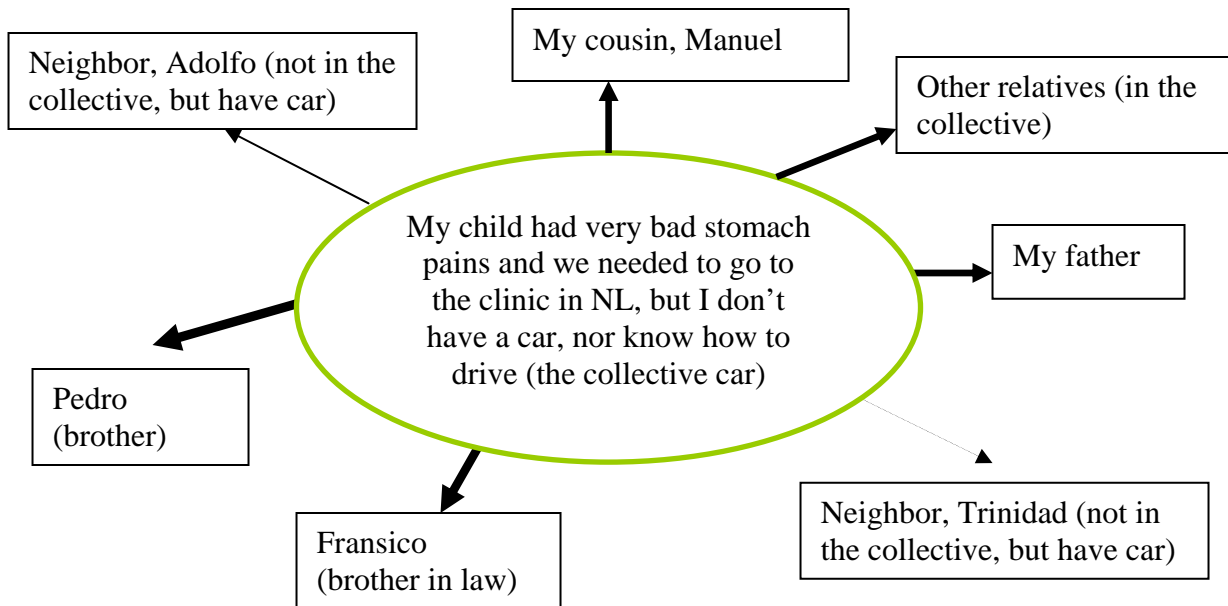 My cousin, Manuel
Neighbor, Adolfo (not in the
collective, but have car)
Other relatives (in the
collective)
My child had very bad stomach
pains and we needed to go to
the clinic in NL, but I don’t
have a car, nor know how to
drive (the collective car)
My father
Pedro
(brother)
Fransico
(brother in law)
Neighbor, Trinidad (not in
the collective, but have car)